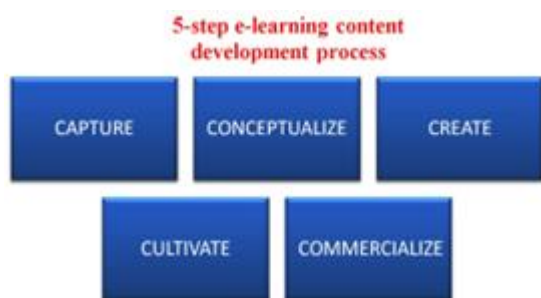 5-step e-learning content
development process
CAPTURE
CONCEPTUALIZE
CREATE
CULTIVATE
COMMERCIALIZE